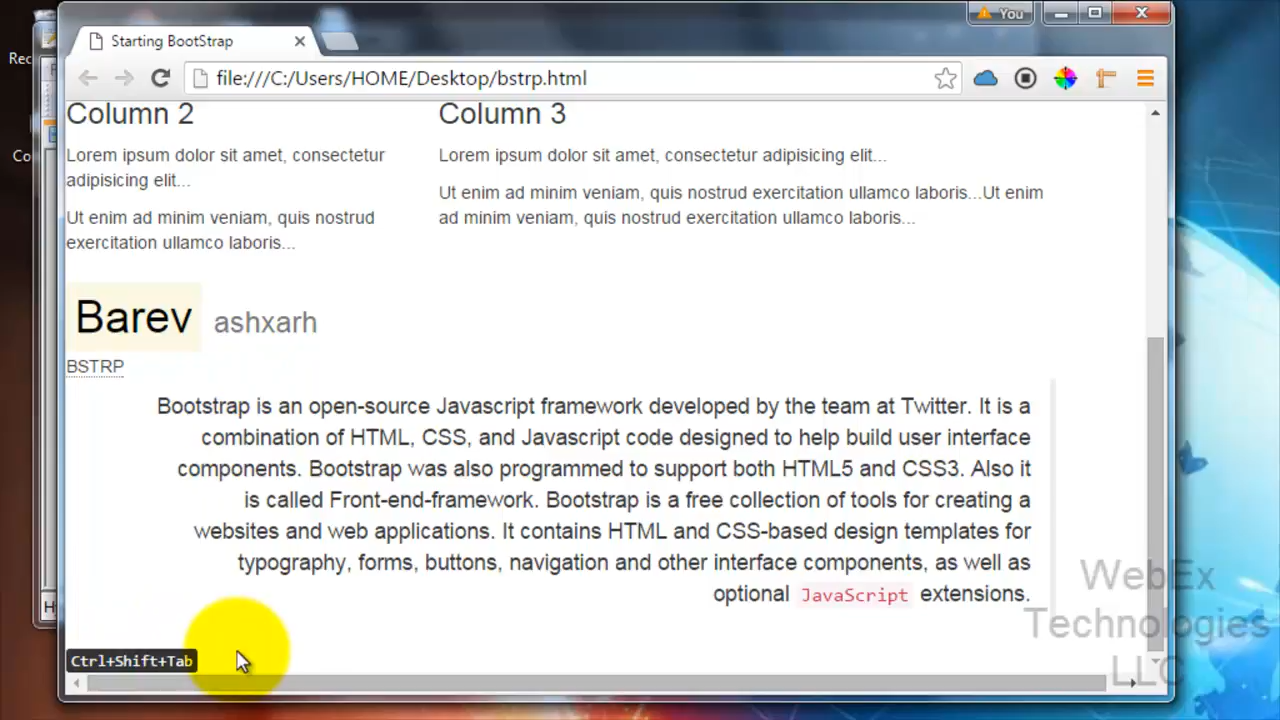 Rec
Co
H
You
Starting BootStrap
file:///C:/Users/HOME/Desktop/bstrp.html
Column 2
Lorem ipsum dolor sit amet, consectetur
adipisicing elit...
Ut enim ad minim veniam, quis nostrud
exercitation ullamco laboris...
Column 3
Lorem ipsum dolor sit amet, consectetur adipisicing elit...
Ut enim ad minim veniam, quis nostrud exercitation ullamco laboris...Ut enim
ad minim veniam, quis nostrud exercitation ullamco laboris...
Barev ashxarh
BSTRP
Bootstrap is an open-source Javascript framework developed by the team at Twitter. It is a
combination of HTML, CSS, and Javascript code designed to help build user interface
components. Bootstrap was also programmed to support both HTML5 and CSS3. Also it
is called Front-end-framework. Bootstrap is a free collection of tools for creating a
websites and web applications. It contains HTML and CSS-based design templates for
typography, forms, buttons, navigation and other interface components, as well as
optional JavaScript extensions.
Ctrl+Shift+Tab
WebEx
Technologies
LLC